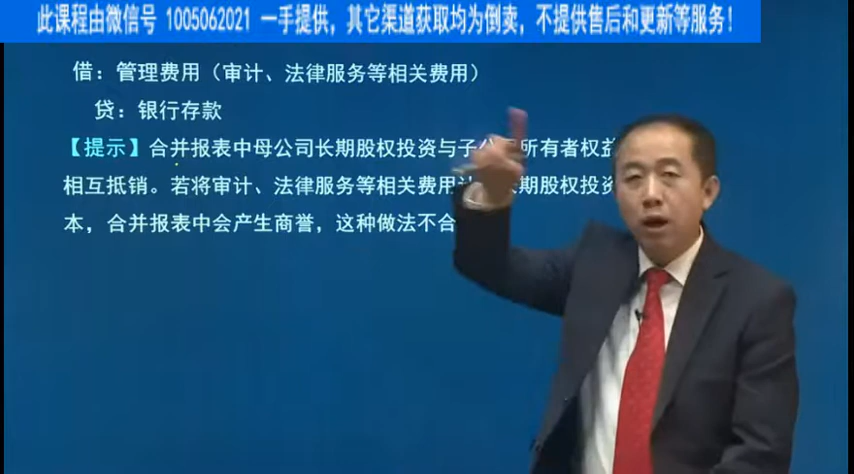 此课程由微信号 1005062021 一手提供，其它渠道获取均为倒卖，不提供售后和更新等服务！
借：管理费用（审计、法律服务等相关费用）
贷：银行存款
【提示】合并报表中母公司长期股权投资与子公 所有者权益
相互抵销。若将审计、法律服务等相关费用 长期股权投资
本，合并报表中会产生商誉，这种做法不合